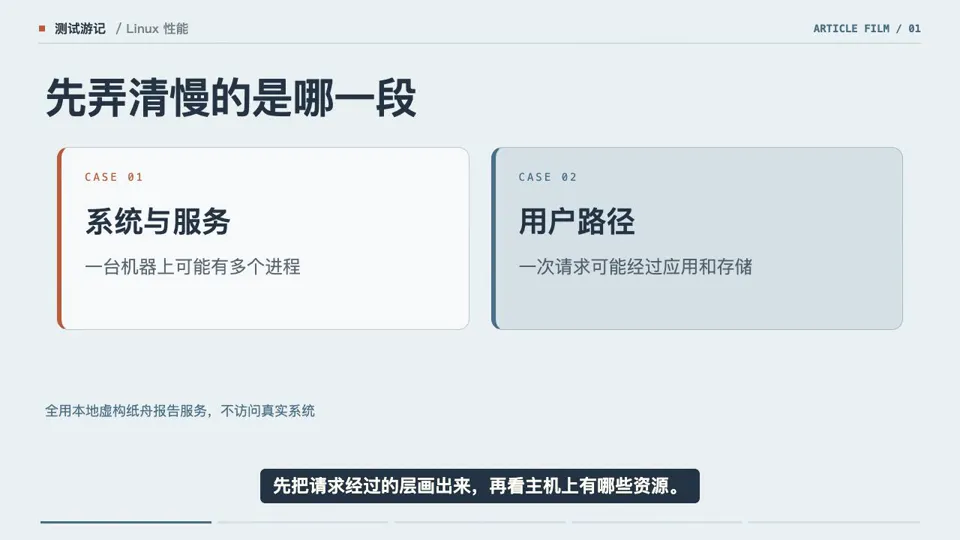 测试游记 / Linux 性能
ARTICLE FILM / 01
先弄清慢的是哪一段
CASE 01
系统与服务
一台机器上可能有多个进程
CASE 02
用户路径
一次请求可能经过应用和存储
全用本地虚构纸舟报告服务，不访问真实系统
先把请求经过的层画出来，再看主机上有哪些资源。